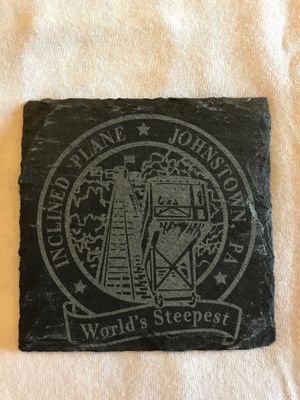 INCLINED PLANE ★ JOHNSTOWN, PA
World's Steepest